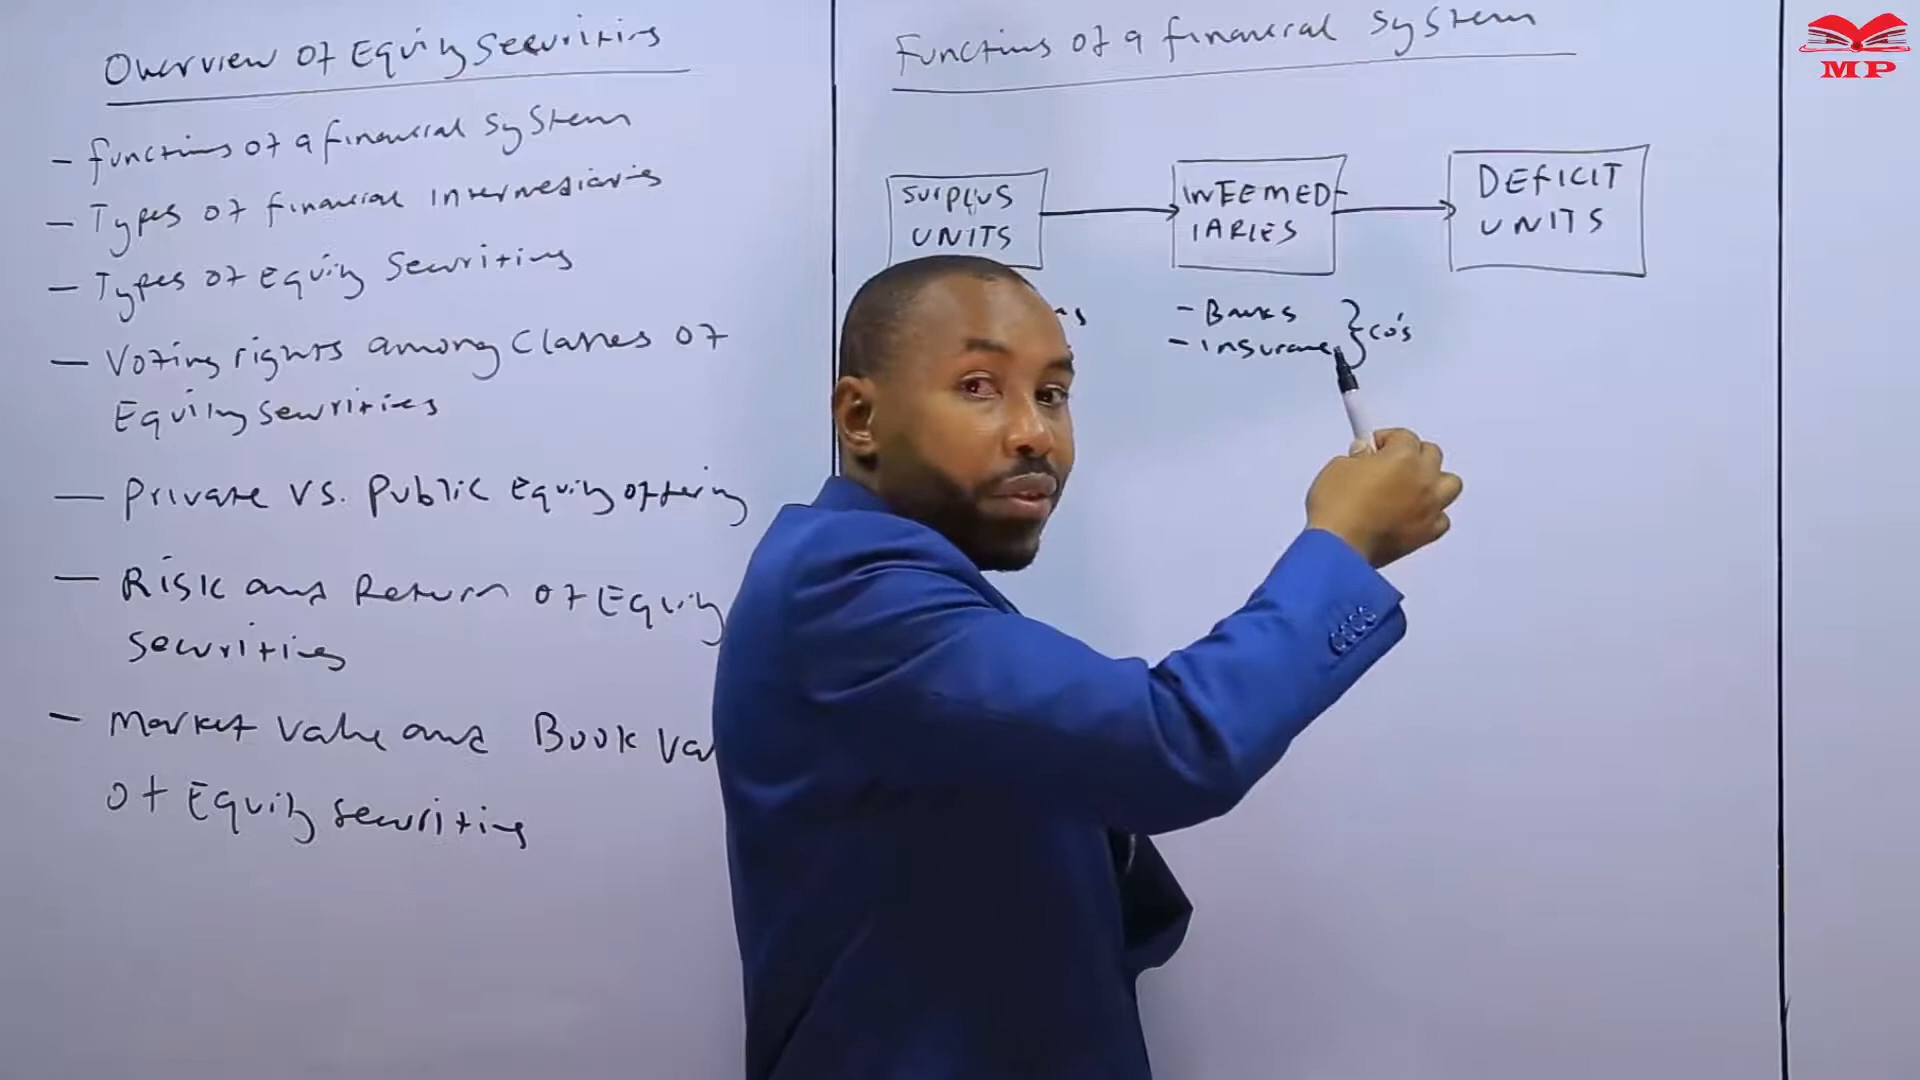 Overview of Equity Securities
- Functions of a financial system
- Types of financial intermediaries
- Types of equity securities
- Voting rights among classes of
Equity securities
- Private vs. Public equity offering
- Risk and Return of Equity
securities
- Market value and Book va
of Equity securities
Functions of a financial system
SURPLUS
UNITS
INTEEMED-
IARIES
DEFICIT
UNITS
- Banks
- Insurance
} co's
MP